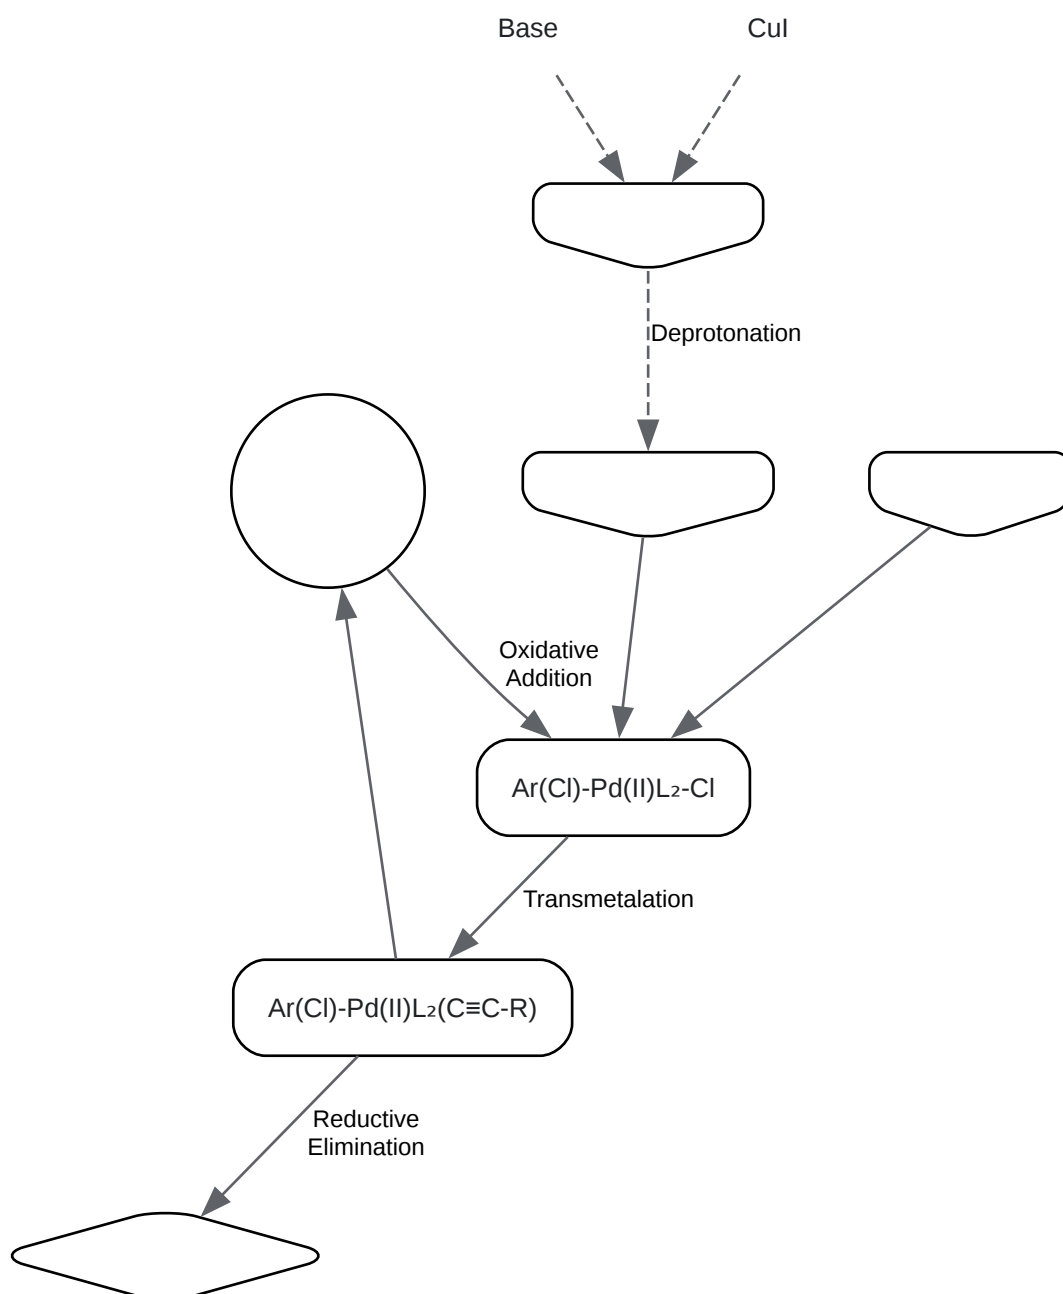 Base
CuI
Deprotonation
Oxidative
Addition
Ar(Cl)-Pd(II)L₂-Cl
Transmetalation
Ar(Cl)-Pd(II)L₂(C≡C-R)
Reductive
Elimination